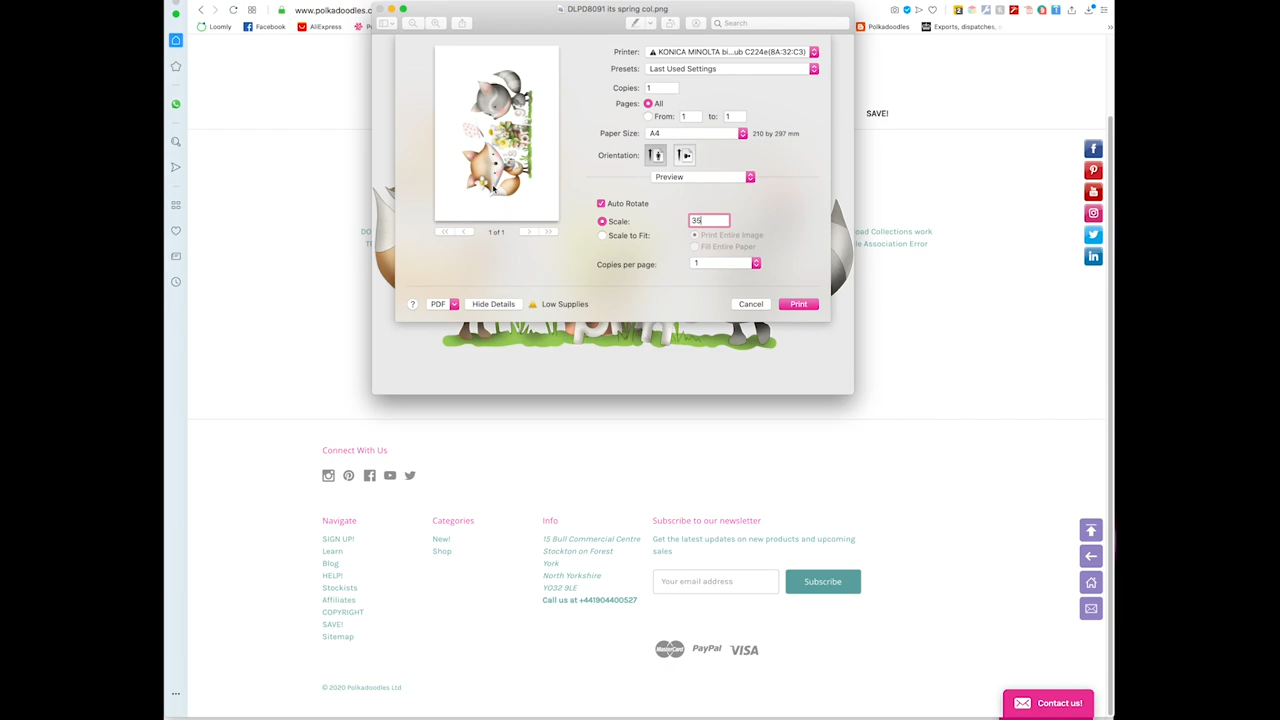 www.polkadoodles.c
DLPD8091 its spring col.png
Search
Loomly
Facebook
AliExpress
Polkadoodles
Exports, dispatches,
Printer:
KONICA MINOLTA bi...ub C224e(8A:32:C3)
Presets:
Last Used Settings
Copies:
1
Pages:
All
From:
1
to:
1
SAVE!
Paper Size:
A4
210 by 297 mm
Orientation:
Preview
Auto Rotate
Scale:
35
Scale to Fit:
Print Entire Image
Fill Entire Paper
1 of 1
Copies per page:
1
load Collections work
e Association Error
?
PDF
Hide Details
Low Supplies
Cancel
Print
Connect With Us
Navigate
SIGN UP!
Learn
Blog
HELP!
Stockists
Affiliates
COPYRIGHT
SAVE!
Sitemap
Categories
New!
Shop
Info
15 Bull Commercial Centre
Stockton on Forest
York
North Yorkshire
YO32 9LE
Call us at +441904400527
Subscribe to our newsletter
Get the latest updates on new products and upcoming
sales
Your email address
Subscribe
MasterCard
PayPal
VISA
© 2020 Polkadoodles Ltd
Contact us!